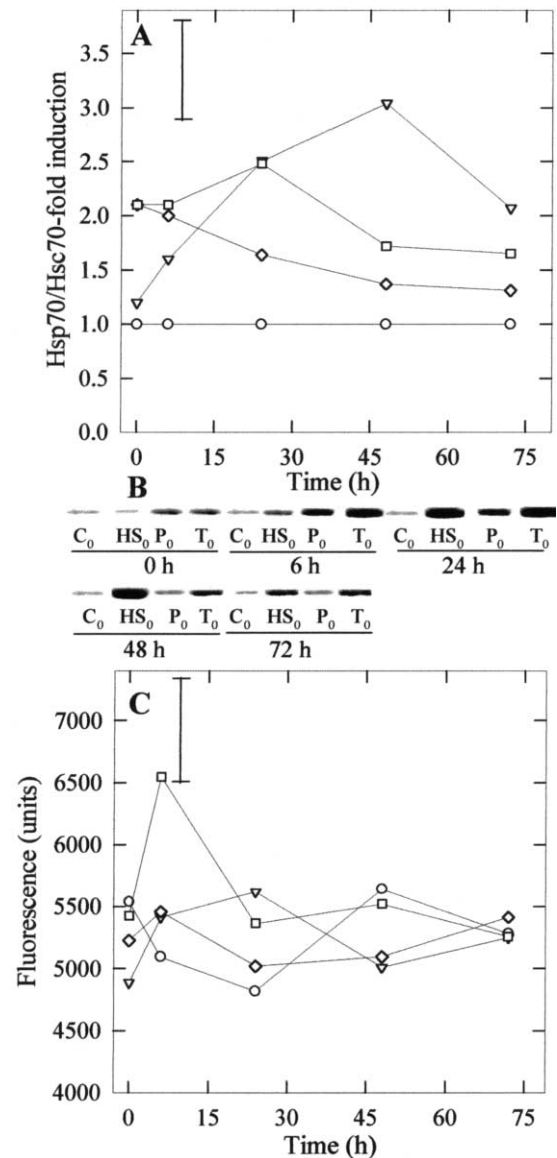 A
Hsp70/Hsc70-fold induction
3.5
3.0
2.5
2.0
1.5
1.0
0.5
0.0
0 15 30 45 60 75
Time (h)
B
C₀ HS₀ P₀ T₀ C₀ HS₀ P₀ T₀ C₀ HS₀ P₀ T₀
0 h 6 h 24 h
C₀ HS₀ P₀ T₀ C₀ HS₀ P₀ T₀
48 h 72 h
C
Fluorescence (units)
7000
6500
6000
5500
5000
4500
4000
0 15 30 45 60 75
Time (h)